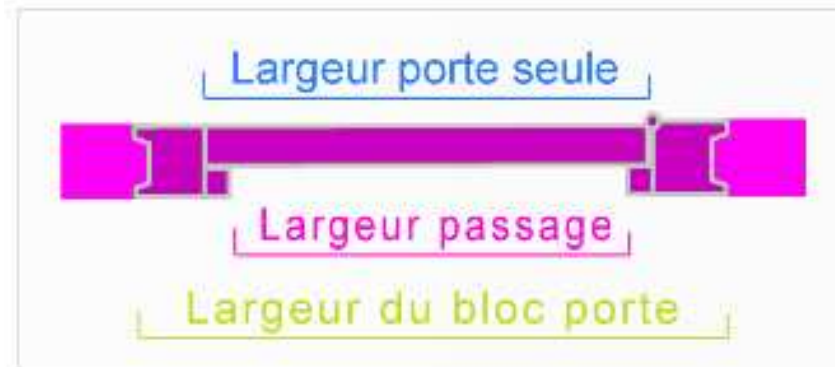 Largeur porte seule
Largeur passage
Largeur du bloc porte